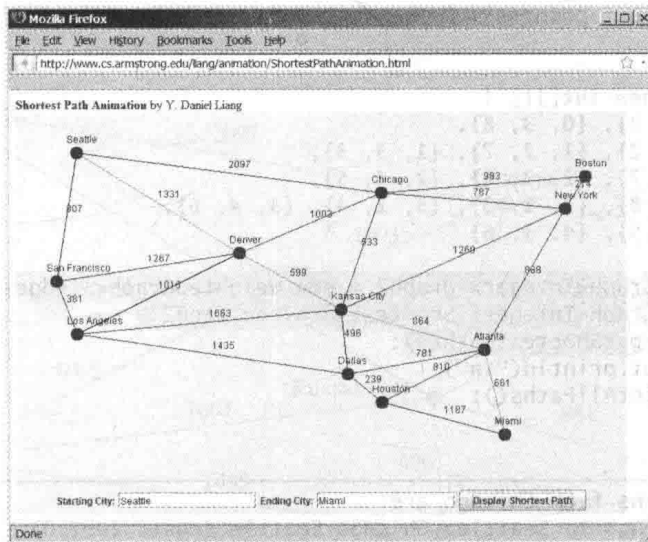 Mozilla Firefox
File Edit View History Bookmarks Tools Help
http://www.cs.armstrong.edu/liang/animation/ShortestPathAnimation.html
Shortest Path Animation by Y. Daniel Liang
Seattle
2097
Boston
Chicago
983
787
214
New York
1331
807
1003
Denver
533
1260
888
1267
San Francisco
599
1015
Kansas City
381
1663
864
Los Angeles
496
Atlanta
1435
781
Dallas
810
239
Houston
661
1187
Miami
Starting City: Seattle Ending City: Miami Display Shortest Path
Done